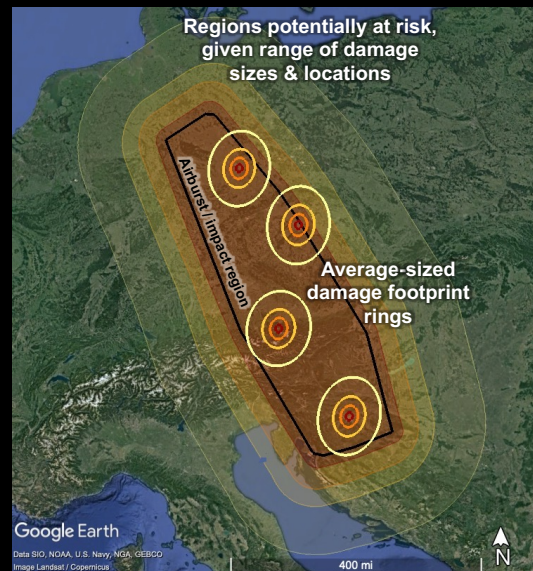 Regions potentially at risk,
given range of damage
sizes & locations
Airburst / impact region
Average-sized
damage footprint
rings
Google Earth
Data SIO, NOAA, U.S. Navy, NGA, GEBCO
Image Landsat / Copernicus
400 mi
N